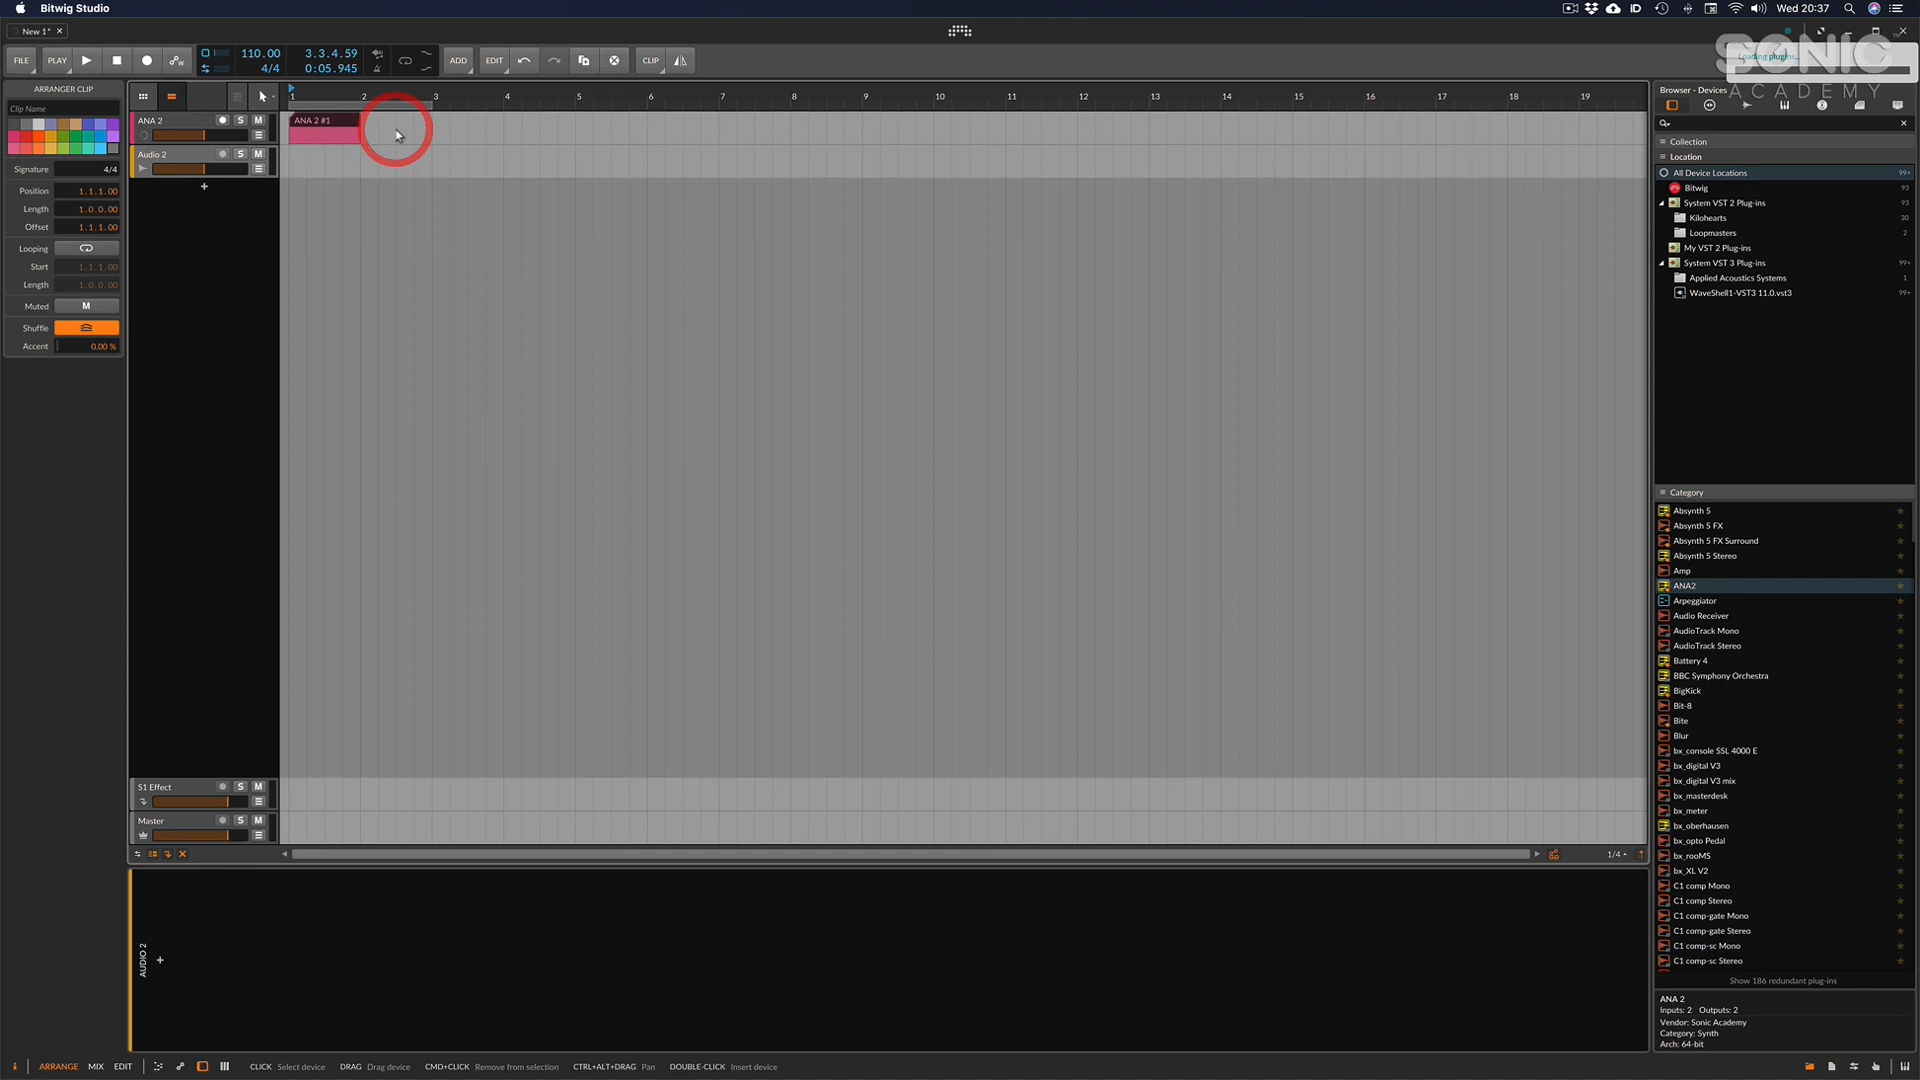 Bitwig Studio
Wed 20:37
New 1*
FILE
PLAY
110.00
4/4
3.3.4.59
0:05.945
ADD
EDIT
CLIP
Loading plugins...
SONIC
ACADEMY
ARRANGER CLIP
Clip Name
Signature 4/4
Position 1.1.1.00
Length 1.0.0.00
Offset 1.1.1.00
Looping
Start 1.1.1.00
Length 1.0.0.00
Muted M
Shuffle
Accent 0.00 %
1 2 3 4 5 6 7 8 9 10 11 12 13 14 15 16 17 18 19
ANA 2 S M
ANA 2 #1
Audio 2 S M
S1 Effect S M
Master S M
1/4
AUDIO 2
Browser - Devices
Collection
Location
All Device Locations 99+
Bitwig 93
System VST 2 Plug-ins 93
Kilohearts 30
Loopmasters 2
My VST 2 Plug-ins
System VST 3 Plug-ins 99+
Applied Acoustics Systems 1
WaveShell1-VST3 11.0.vst3 99+
Category
Absynth 5
Absynth 5 FX
Absynth 5 FX Surround
Absynth 5 Stereo
Amp
ANA2
Arpeggiator
Audio Receiver
AudioTrack Mono
AudioTrack Stereo
Battery 4
BBC Symphony Orchestra
BigKick
Bit-8
Bite
Blur
bx_console SSL 4000 E
bx_digital V3
bx_digital V3 mix
bx_masterdesk
bx_meter
bx_oberhausen
bx_opto Pedal
bx_rooMS
bx_XL V2
C1 comp Mono
C1 comp Stereo
C1 comp-gate Mono
C1 comp-gate Stereo
C1 comp-sc Mono
C1 comp-sc Stereo
Show 186 redundant plug-ins
ANA 2
Inputs: 2 Outputs: 2
Vendor: Sonic Academy
Category: Synth
Arch: 64-bit
i ARRANGE MIX EDIT
CLICK Select device DRAG Drag device CMD+CLICK Remove from selection CTRL+ALT+DRAG Pan DOUBLE-CLICK Insert device